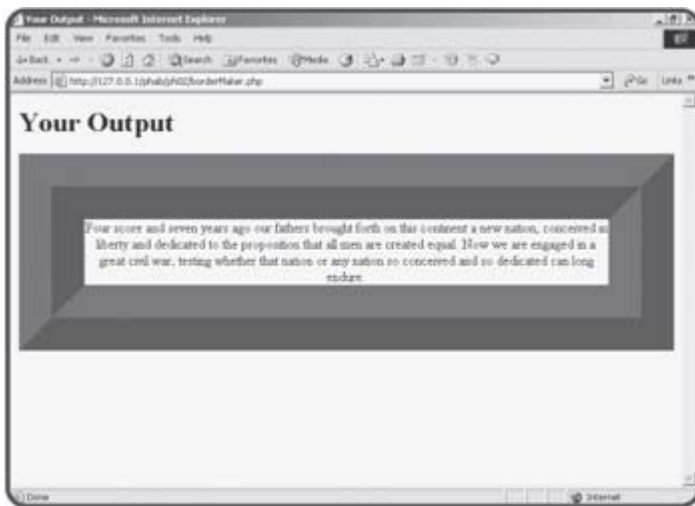 Your Output - Microsoft Internet Explorer
File Edit View Favorites Tools Help
Back Search Favorites Media
Address http://127.0.0.1/phab/ph02/borderMaker.php Go Links »
Your Output
Four score and seven years ago our fathers brought forth on this continent a new nation, conceived in
liberty and dedicated to the proposition that all men are created equal. Now we are engaged in a
great civil war, testing whether that nation or any nation so conceived and so dedicated can long
endure.
Done Internet